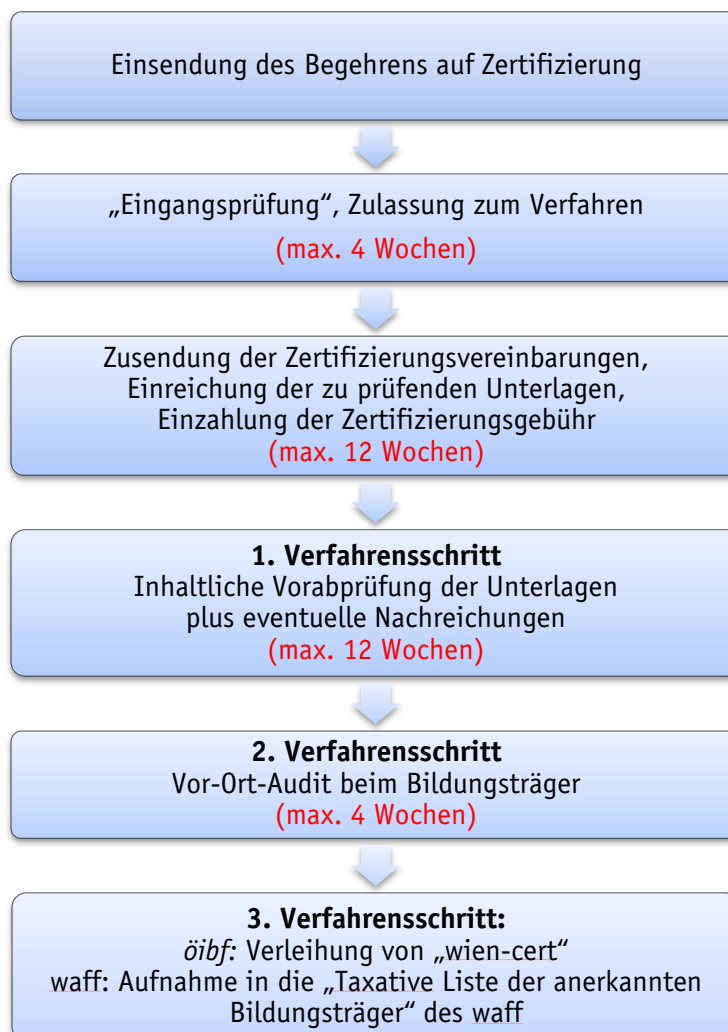 Einsendung des Begehrens auf Zertifizierung
„Eingangsprüfung“, Zulassung zum Verfahren
(max. 4 Wochen)
Zusendung der Zertifizierungsvereinbarungen,
Einreichung der zu prüfenden Unterlagen,
Einzahlung der Zertifizierungsgebühr
(max. 12 Wochen)
1. Verfahrensschritt
Inhaltliche Vorabprüfung der Unterlagen
plus eventuelle Nachreichungen
(max. 12 Wochen)
2. Verfahrensschritt
Vor-Ort-Audit beim Bildungsträger
(max. 4 Wochen)
3. Verfahrensschritt:
öibf: Verleihung von „wien-cert“
waff: Aufnahme in die „Taxative Liste der anerkannten
Bildungsträger“ des waff